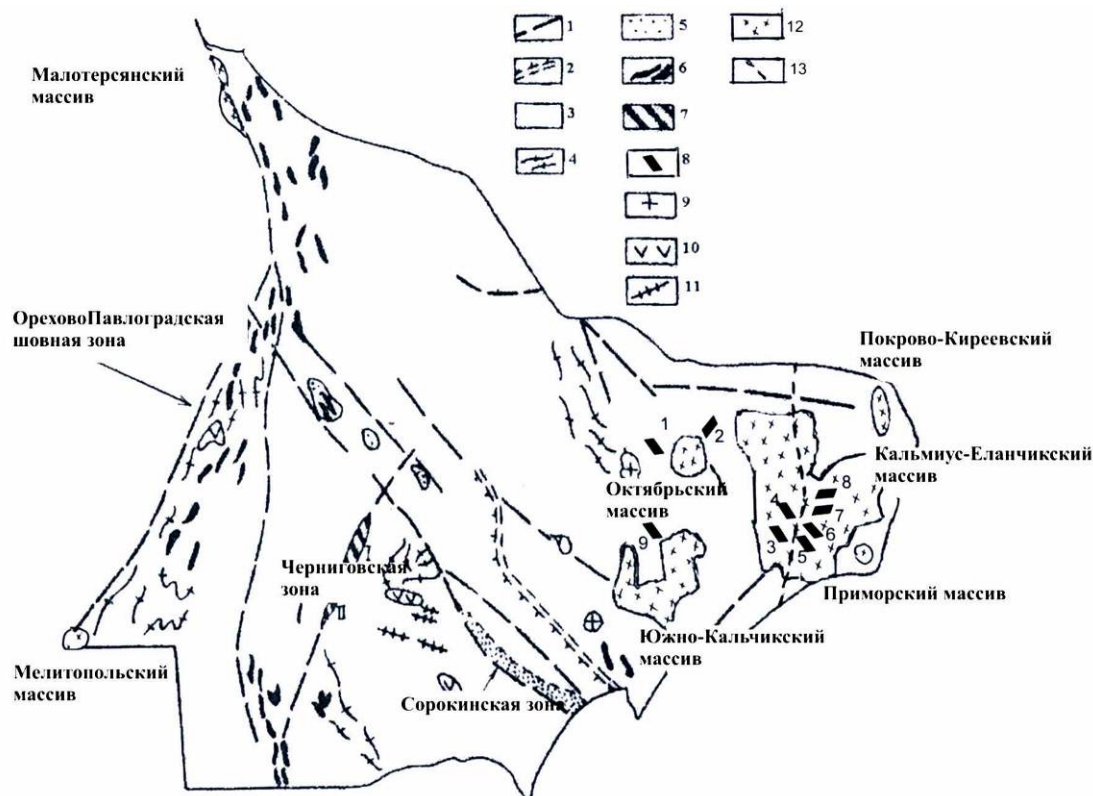 1
5
12
2
6
13
3
7
4
8
9
10
11
Малотерсянский
массив
ОреховоПавлоградская
шовная зона
Покрово-Киреевский
массив
1
2
Кальмиус-Еланчикский
массив
Октябрьский
массив
8
4
7
3
6
5
9
Черниговская
зона
Приморский массив
Южно-Кальчикский
массив
Мелитопольский
массив
Сорокинская зона